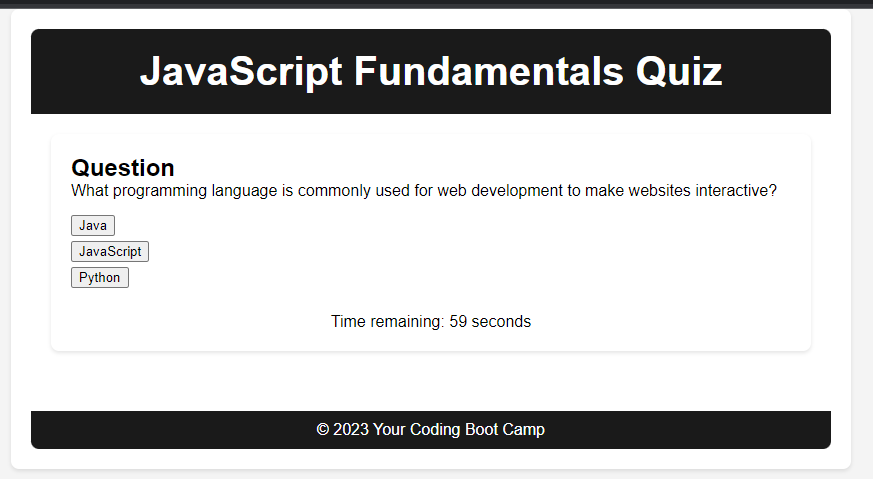 JavaScript Fundamentals Quiz
Question
What programming language is commonly used for web development to make websites interactive?
Java
JavaScript
Python
Time remaining: 59 seconds
© 2023 Your Coding Boot Camp